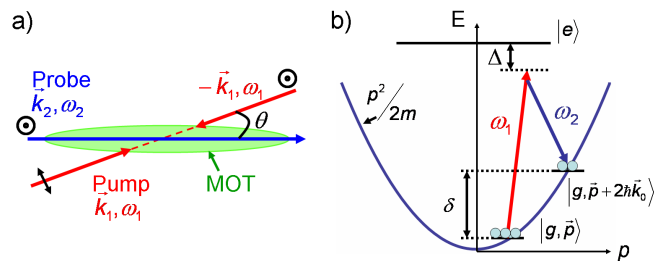 a)
Probe
k⃗₂, ω₂
−k⃗₁, ω₁
θ
Pump
k⃗₁, ω₁
MOT
b)
E
|e⟩
Δ
p²/2m
ω₁
ω₂
δ
|g, p⃗+2ħk⃗₀⟩
|g, p⃗⟩
p